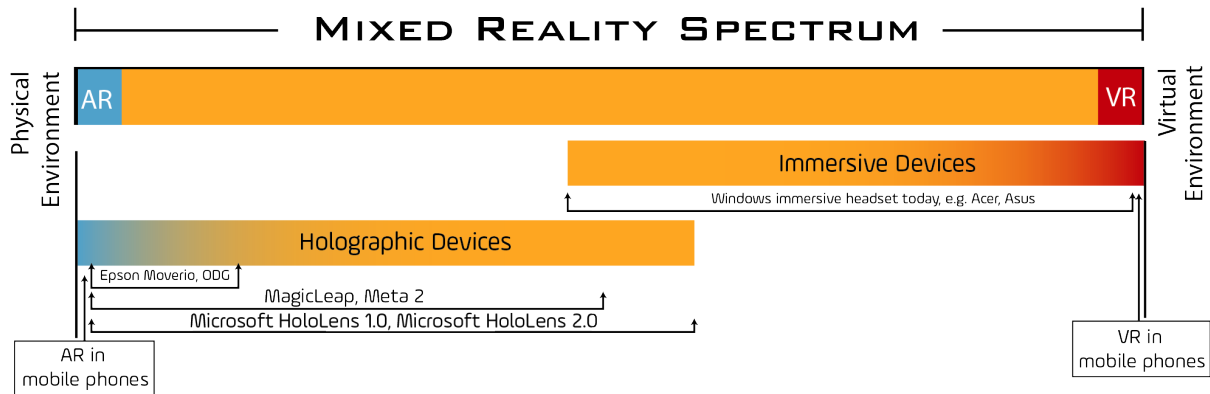 MIXED REALITY SPECTRUM
Physical
Environment
AR
VR
Virtual
Environment
Immersive Devices
Windows immersive headset today, e.g. Acer, Asus
Holographic Devices
Epson Moverio, ODG
MagicLeap, Meta 2
Microsoft HoloLens 1.0, Microsoft HoloLens 2.0
AR in
mobile phones
VR in
mobile phones